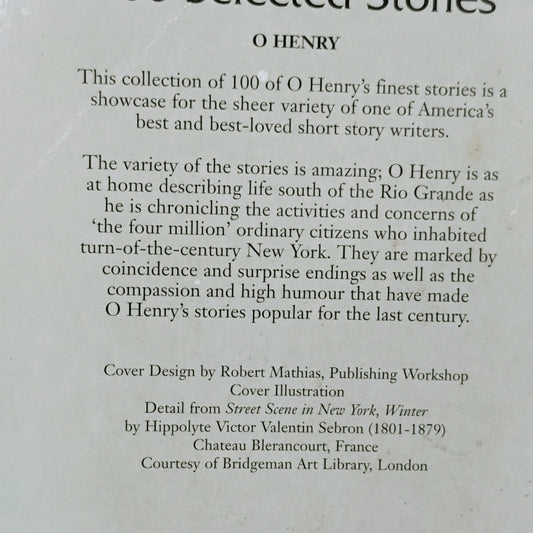 Selected Stories
O HENRY
This collection of 100 of O Henry's finest stories is a
showcase for the sheer variety of one of America's
best and best-loved short story writers.
The variety of the stories is amazing; O Henry is as
at home describing life south of the Rio Grande as
he is chronicling the activities and concerns of
'the four million' ordinary citizens who inhabited
turn-of-the-century New York. They are marked by
coincidence and surprise endings as well as the
compassion and high humour that have made
O Henry's stories popular for the last century.
Cover Design by Robert Mathias, Publishing Workshop
Cover Illustration
Detail from Street Scene in New York, Winter
by Hippolyte Victor Valentin Sebron (1801-1879)
Chateau Blerancourt, France
Courtesy of Bridgeman Art Library, London